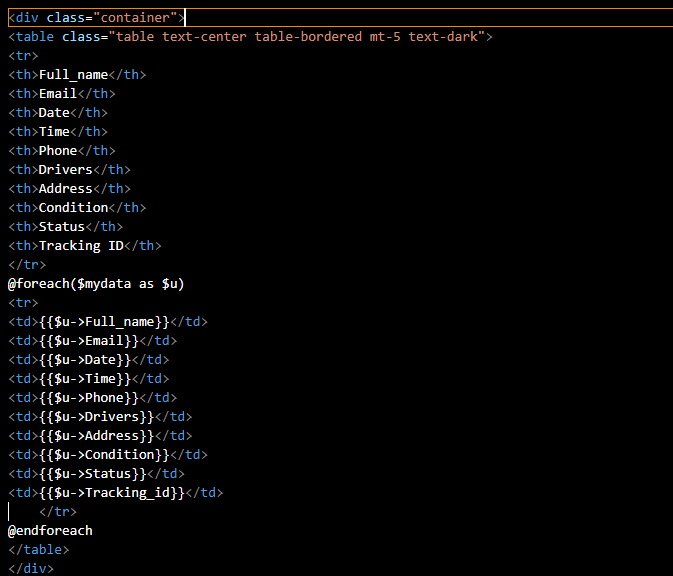 <div class="container">
<table class="table text-center table-bordered mt-5 text-dark">
<tr>
<th>Full_name</th>
<th>Email</th>
<th>Date</th>
<th>Time</th>
<th>Phone</th>
<th>Drivers</th>
<th>Address</th>
<th>Condition</th>
<th>Status</th>
<th>Tracking ID</th>
</tr>
@foreach($mydata as $u)
<tr>
<td>{{$u->Full_name}}</td>
<td>{{$u->Email}}</td>
<td>{{$u->Date}}</td>
<td>{{$u->Time}}</td>
<td>{{$u->Phone}}</td>
<td>{{$u->Drivers}}</td>
<td>{{$u->Address}}</td>
<td>{{$u->Condition}}</td>
<td>{{$u->Status}}</td>
<td>{{$u->Tracking_id}}</td>
    </tr>
@endforeach
</table>
</div>